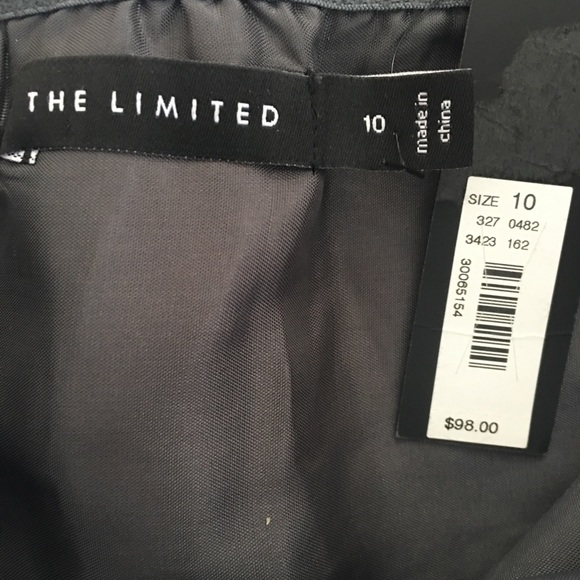 THE LIMITED
10
made in
china
SIZE 10
327 0482
3423 162
30065154
$98.00